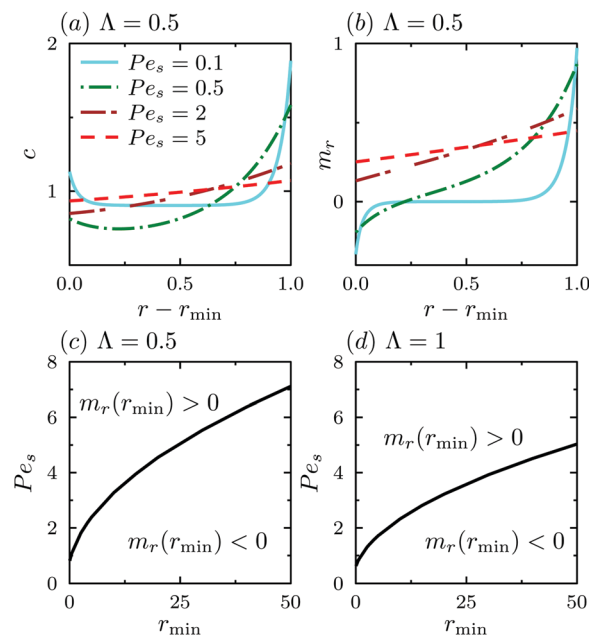 (a) Λ = 0.5
(b) Λ = 0.5
2
1
c
Pe_s = 0.1
Pe_s = 0.5
Pe_s = 2
Pe_s = 5
0.0 0.5 1.0
r − r_min
1
0
m_r
0.0 0.5 1.0
r − r_min
(c) Λ = 0.5
(d) Λ = 1
8
6
4
2
0
Pe_s
m_r(r_min) > 0
m_r(r_min) < 0
0 25 50
r_min
8
6
4
2
0
Pe_s
m_r(r_min) > 0
m_r(r_min) < 0
0 25 50
r_min